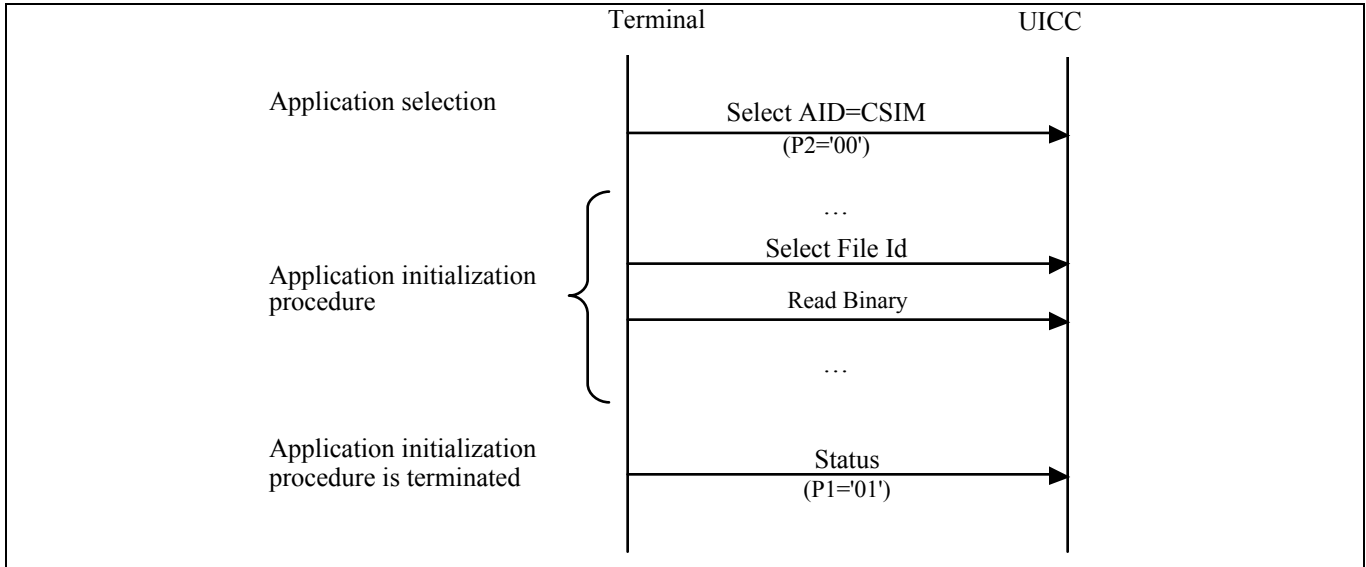 Terminal
UICC
Application selection
Select AID=CSIM
(P2='00')
…
Select File Id
Application initialization
procedure
Read Binary
…
Application initialization
procedure is terminated
Status
(P1='01')